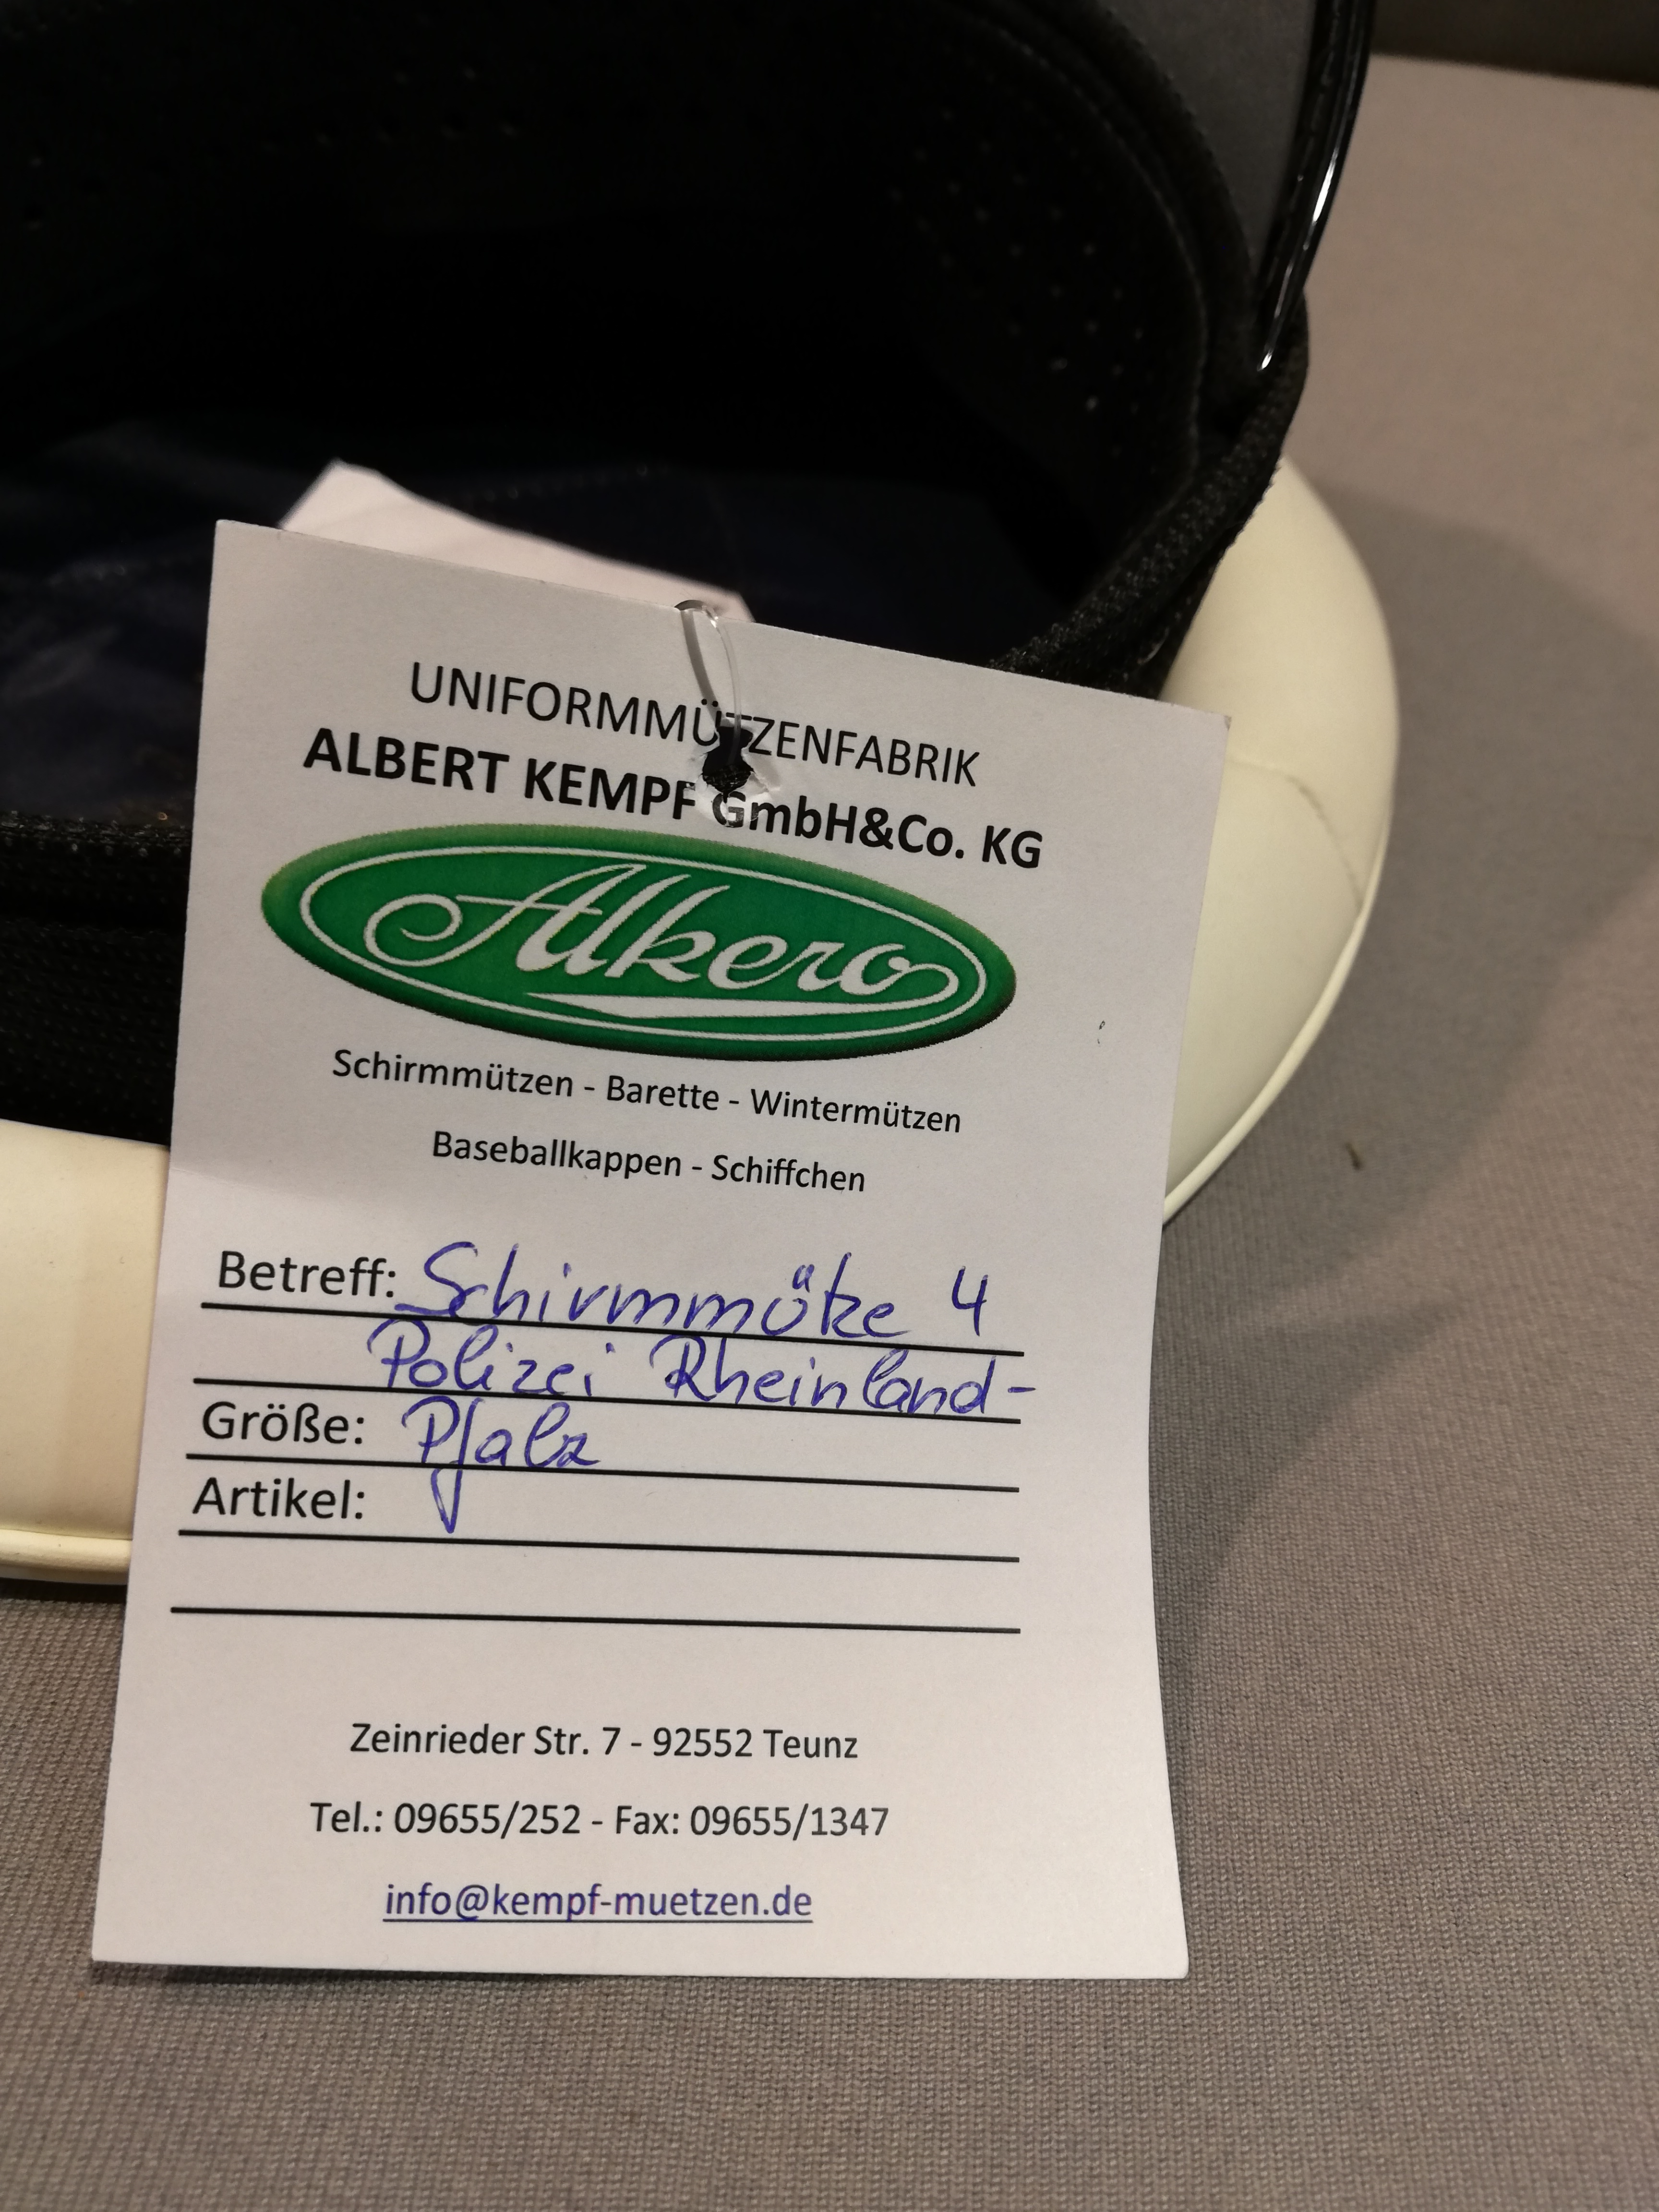 UNIFORMMÜTZENFABRIK
ALBERT KEMPF GmbH&Co. KG
Alkero
Schirmmützen - Barette - Wintermützen
Baseballkappen - Schiffchen
Betreff: Schirmmütze 4
Polizei Rheinland-
Größe: Pfalz
Artikel:
Zeinrieder Str. 7 - 92552 Teunz
Tel.: 09655/252 - Fax: 09655/1347
info@kempf-muetzen.de